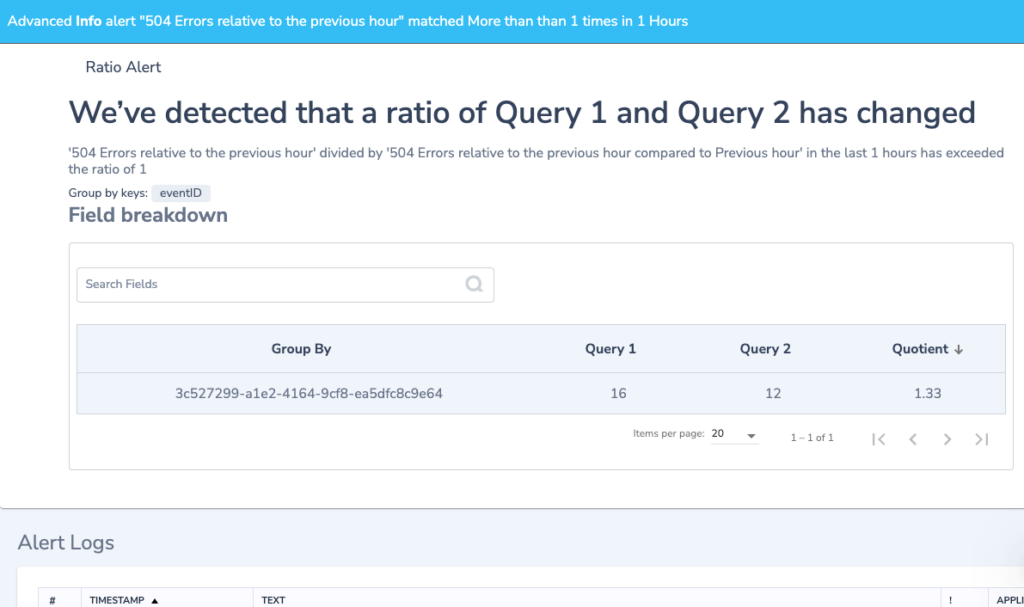 Advanced Info alert "504 Errors relative to the previous hour" matched More than than 1 times in 1 Hours
Ratio Alert
We’ve detected that a ratio of Query 1 and Query 2 has changed
'504 Errors relative to the previous hour' divided by '504 Errors relative to the previous hour compared to Previous hour' in the last 1 hours has exceeded
the ratio of 1
Group by keys: eventID
Field breakdown
Search Fields
Group By Query 1 Query 2 Quotient ↓
3c527299-a1e2-4164-9cf8-ea5dfc8c9e64 16 12 1.33
Items per page: 20 1 – 1 of 1
Alert Logs
# TIMESTAMP ▲ TEXT ! APPLI